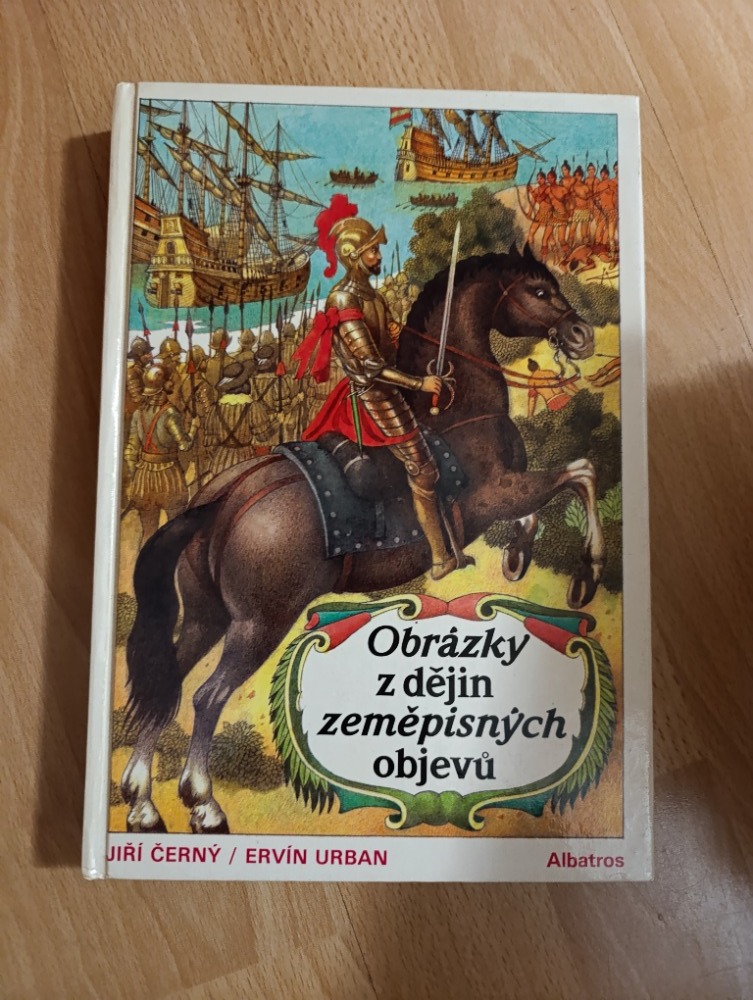 Obrázky
z dějin
zeměpisných
objevů
JIŘÍ ČERNÝ / ERVÍN URBAN
Albatros